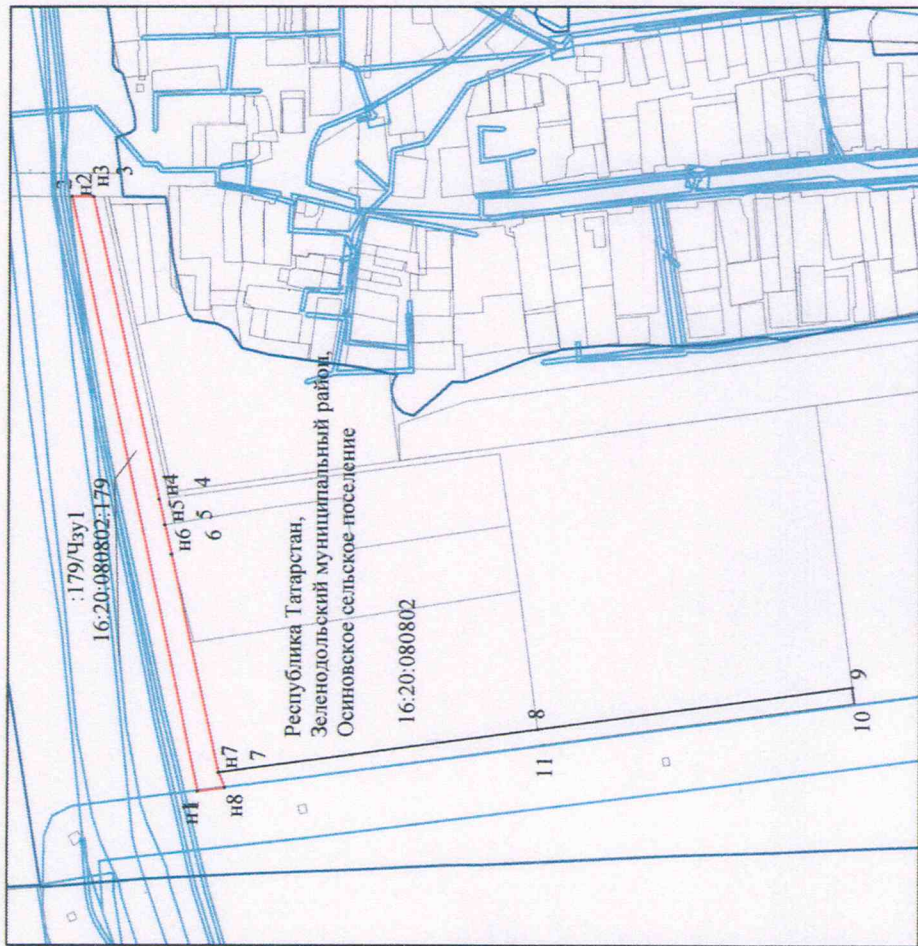 :179/Чзу1
16:20:080802:179
2
н2
н3
3
н4
н5
4
н6
5
6
Республика Татарстан,
Зеленодольский муниципальный район,
Осиновское сельское поселение
16:20:080802
н1
н7
н8
7
8
11
9
10